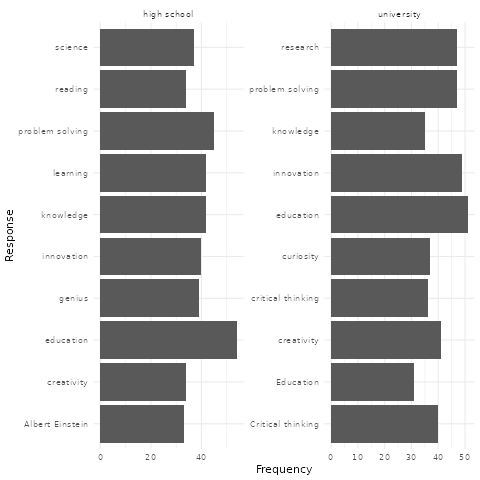 high school
university
science
reading
problem solving
learning
knowledge
innovation
genius
education
creativity
Albert Einstein
research
problem solving
knowledge
innovation
education
curiosity
critical thinking
creativity
Education
Critical thinking
Response
0 20 40
0 10 20 30 40 50
Frequency